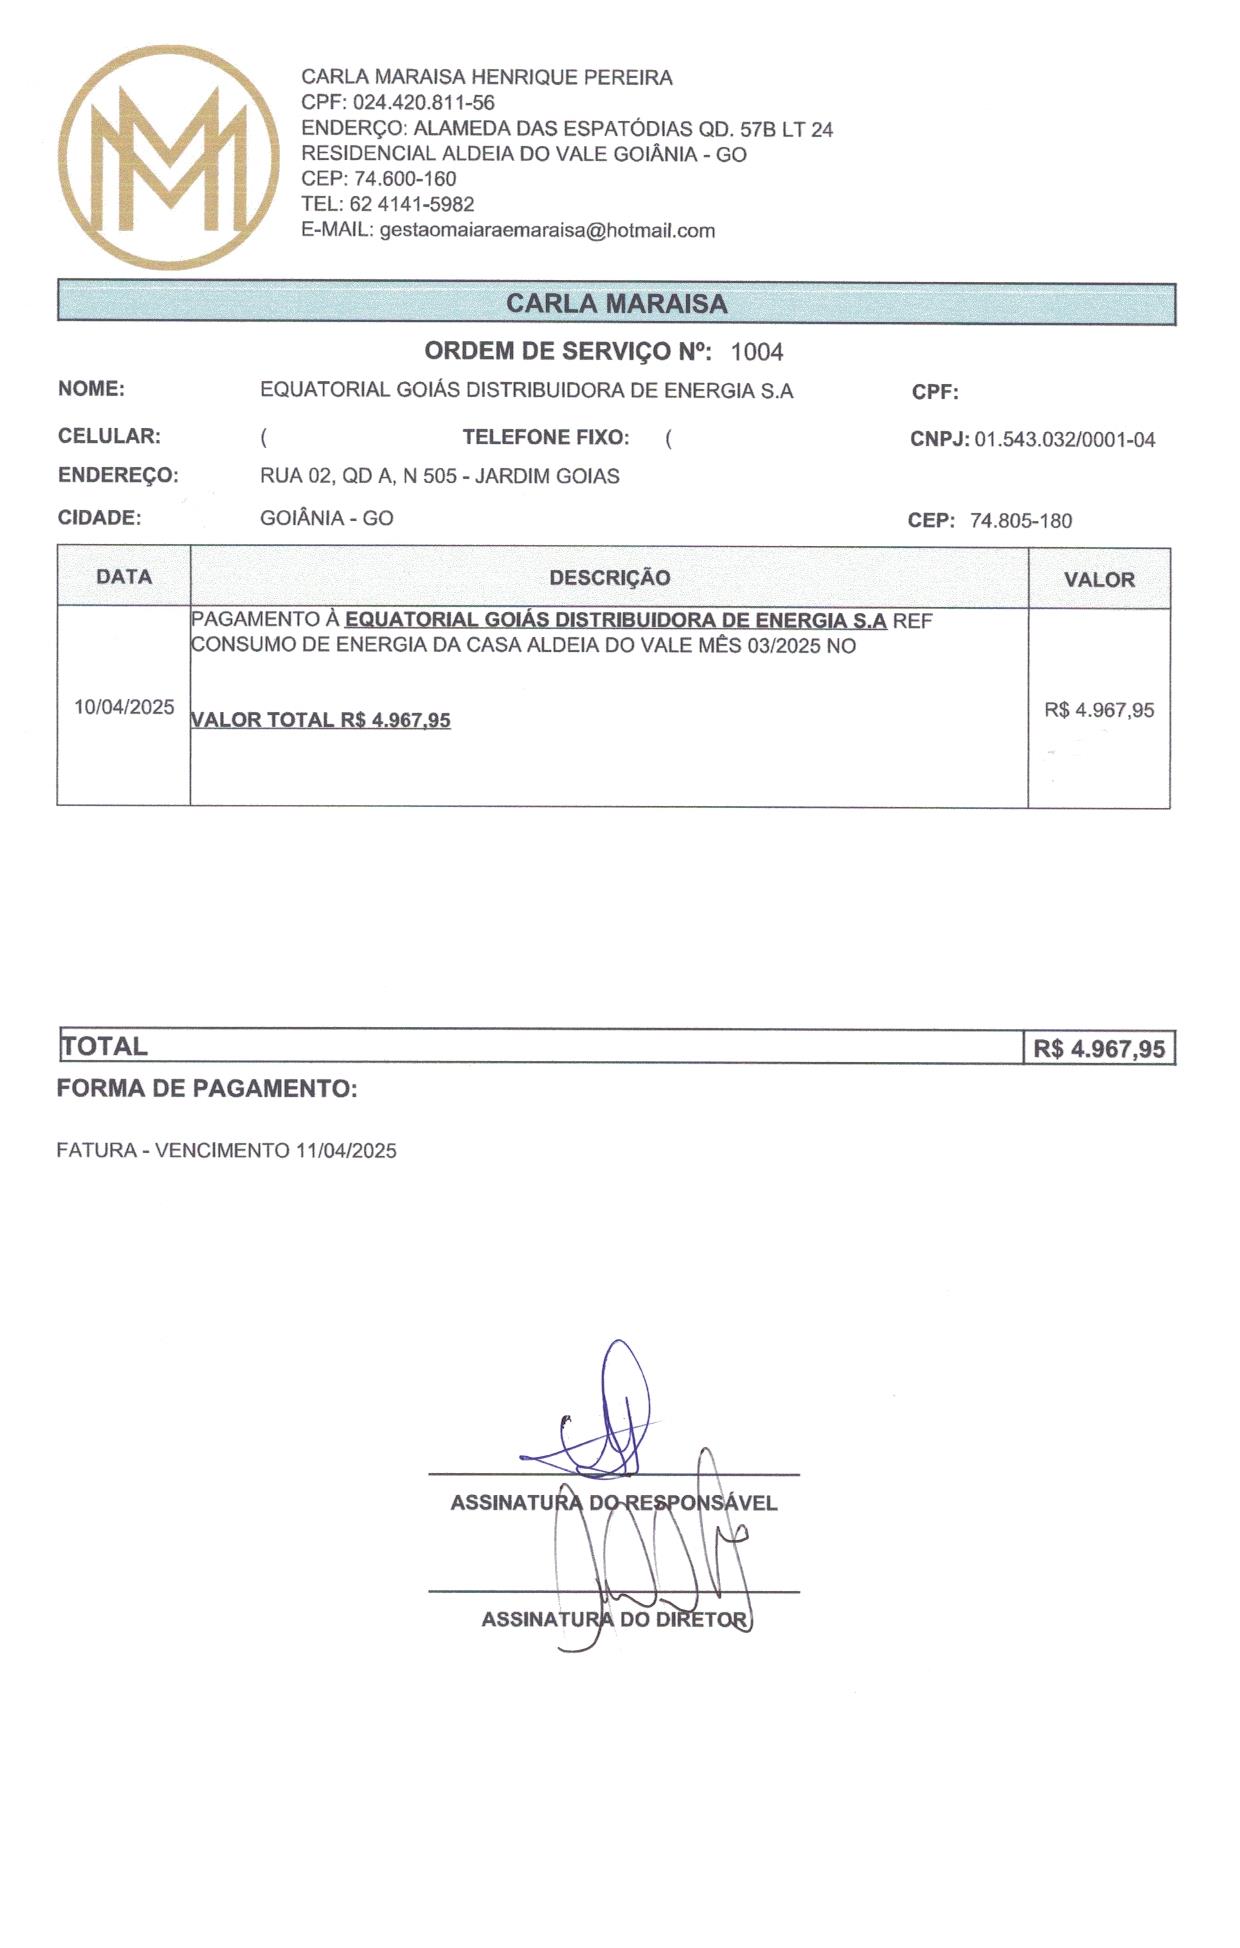 CARLA MARAISA HENRIQUE PEREIRA
CPF: 024.420.811-56
ENDERÇO: ALAMEDA DAS ESPATÓDIAS QD. 57B LT 24
RESIDENCIAL ALDEIA DO VALE GOIÂNIA - GO
CEP: 74.600-160
TEL: 62 4141-5982
E-MAIL: gestaomaiaraemaraisa@hotmail.com
CARLA MARAISA
ORDEM DE SERVIÇO Nº: 1004
NOME: EQUATORIAL GOIÁS DISTRIBUIDORA DE ENERGIA S.A CPF:
CELULAR: ( TELEFONE FIXO: ( CNPJ: 01.543.032/0001-04
ENDEREÇO: RUA 02, QD A, N 505 - JARDIM GOIAS
CIDADE: GOIÂNIA - GO CEP: 74.805-180
DATA DESCRIÇÃO VALOR
PAGAMENTO À EQUATORIAL GOIÁS DISTRIBUIDORA DE ENERGIA S.A REF
CONSUMO DE ENERGIA DA CASA ALDEIA DO VALE MÊS 03/2025 NO
10/04/2025 VALOR TOTAL R$ 4.967,95 R$ 4.967,95
TOTAL R$ 4.967,95
FORMA DE PAGAMENTO:
FATURA - VENCIMENTO 11/04/2025
ASSINATURA DO RESPONSÁVEL
ASSINATURA DO DIRETOR